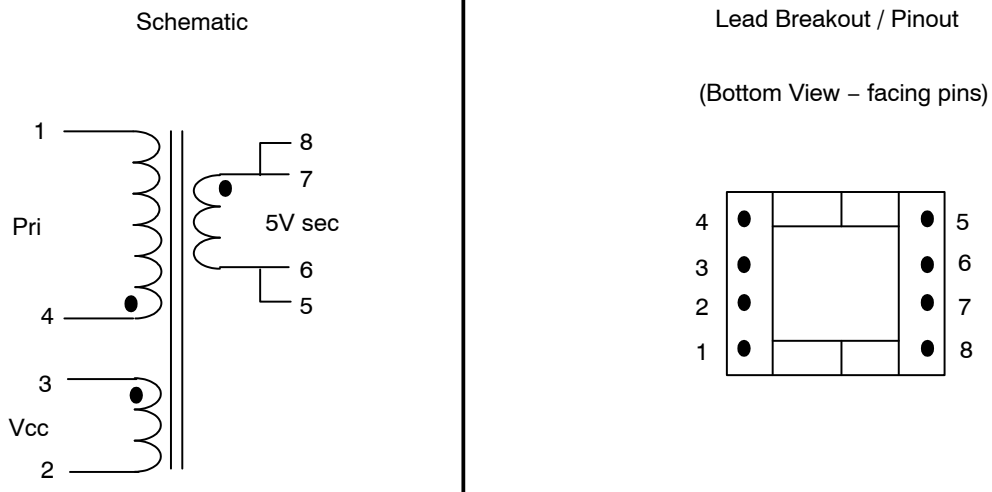 Schematic
1
Pri
4
3
Vcc
2
8
7
5V sec
6
5
Lead Breakout / Pinout
(Bottom View – facing pins)
4
3
2
1
5
6
7
8